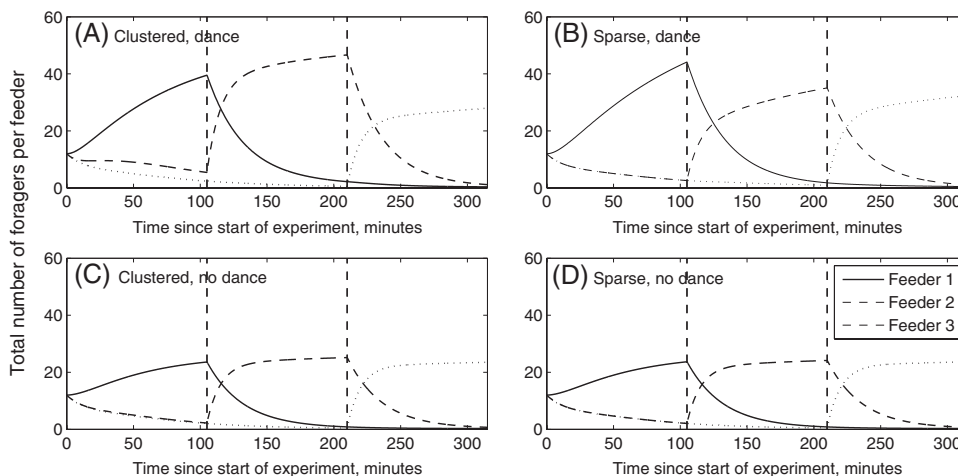 Total number of foragers per feeder
60
40
20
0
(A) Clustered, dance
0 50 100 150 200 250 300
Time since start of experiment, minutes
60
40
20
0
(B) Sparse, dance
0 50 100 150 200 250 300
Time since start of experiment, minutes
60
40
20
0
(C) Clustered, no dance
0 50 100 150 200 250 300
Time since start of experiment, minutes
60
40
20
0
(D) Sparse, no dance
Feeder 1
Feeder 2
Feeder 3
0 50 100 150 200 250 300
Time since start of experiment, minutes